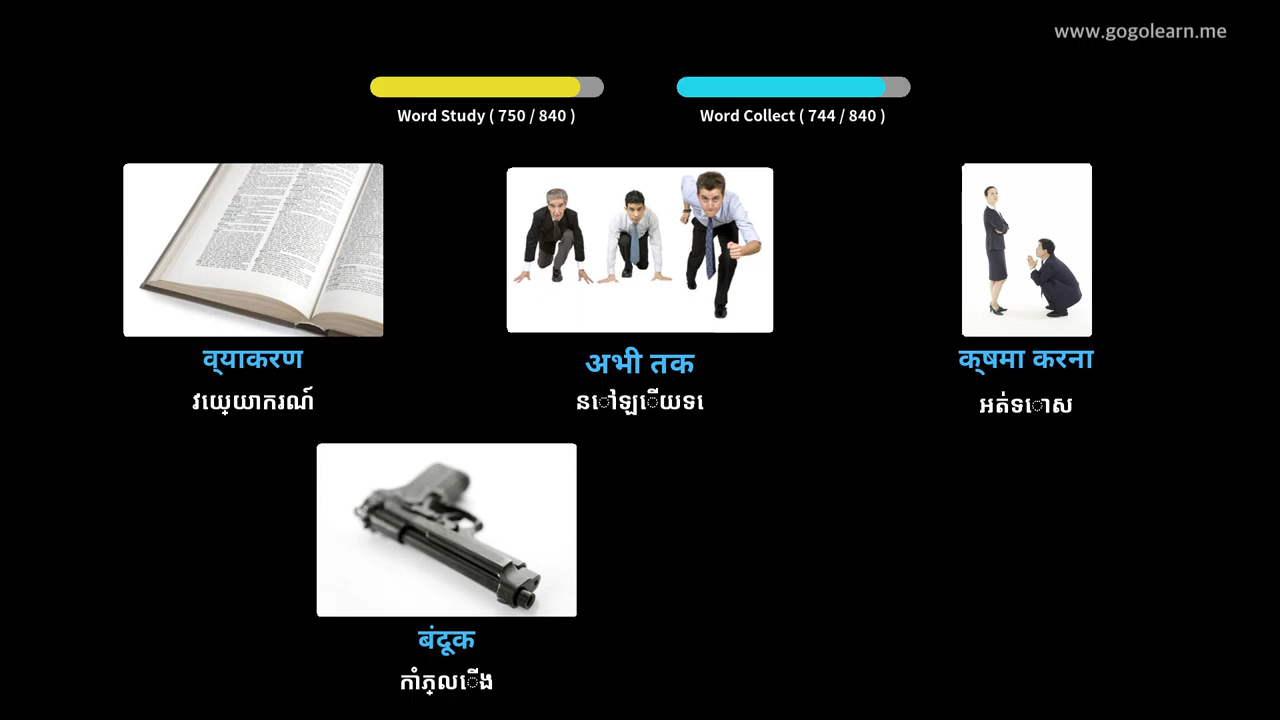 www.gogolearn.me
Word Study ( 750 / 840 )
Word Collect ( 744 / 840 )
व्याकरण
វយ្យេាករណ៍
अभी तक
នៅឡើយទេ
क्षमा करना
អត់ទោស
बंदूक
កាំភ្លើង